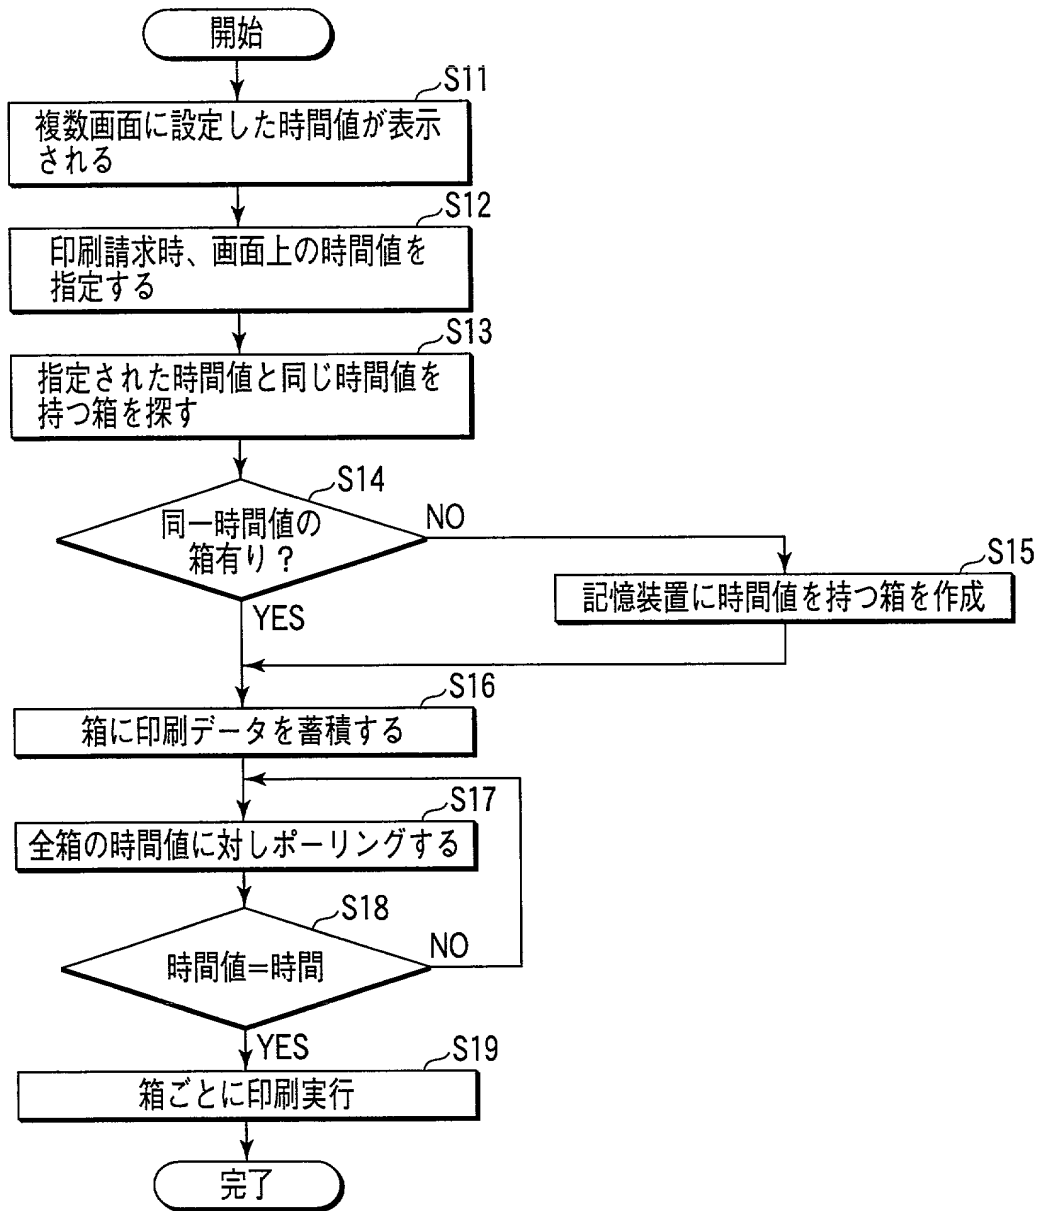 開始
S11
複数画面に設定した時間値が表示
される
S12
印刷請求時、画面上の時間値を
指定する
S13
指定された時間値と同じ時間値を
持つ箱を探す
S14
同一時間値の
箱有り?
NO
YES
S15
記憶装置に時間値を持つ箱を作成
S16
箱に印刷データを蓄積する
S17
全箱の時間値に対しポーリングする
S18
時間値=時間
NO
YES
S19
箱ごとに印刷実行
完了